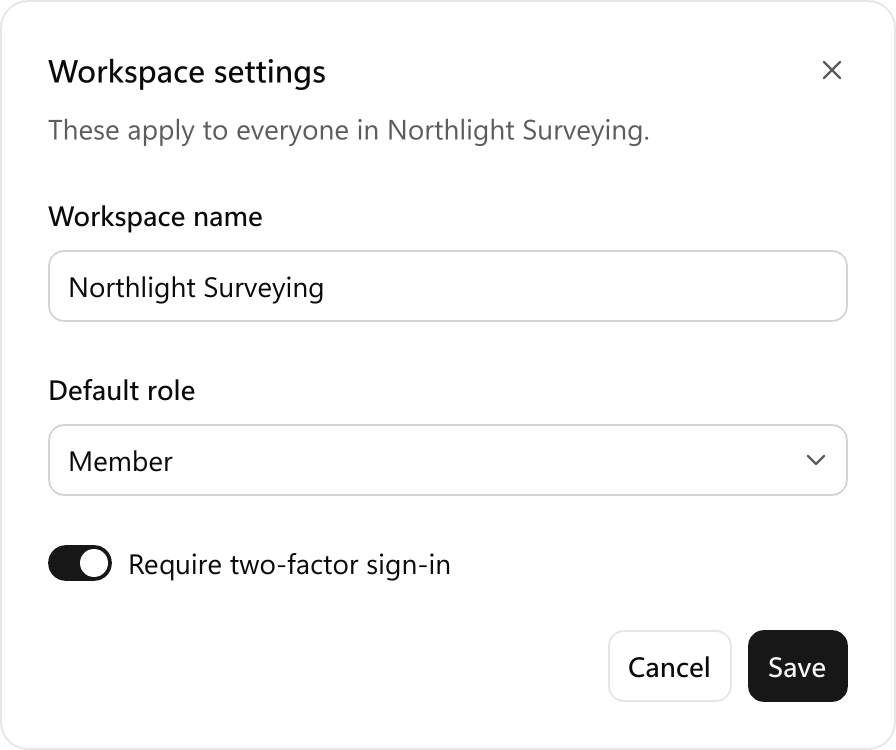 Workspace settings
These apply to everyone in Northlight Surveying.
Workspace name
Northlight Surveying
Default role
Member
Require two-factor sign-in
Cancel
Save